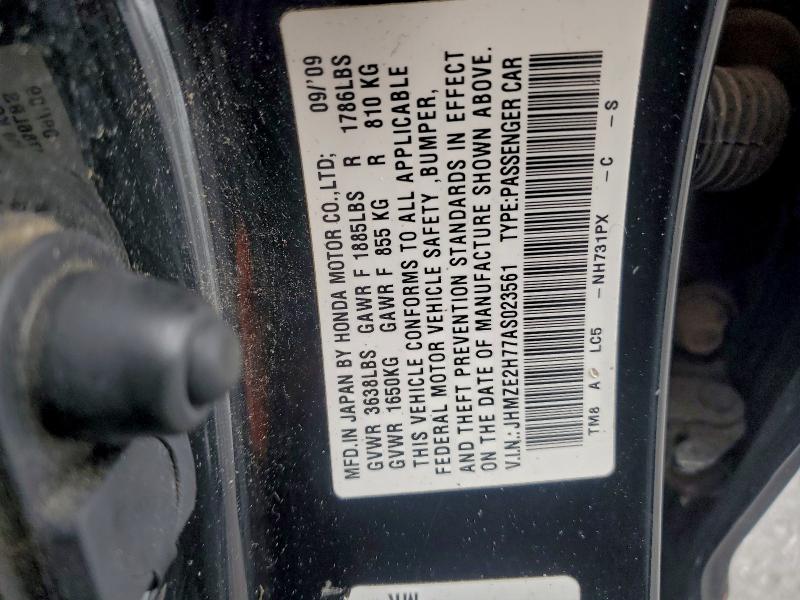 MFD.IN JAPAN BY HONDA MOTOR CO.,LTD; 09/'09
GVWR 3638LBS GAWR F 1885LBS R 1786LBS
GVWR 1650KG GAWR F 855 KG R 810 KG
THIS VEHICLE CONFORMS TO ALL APPLICABLE
FEDERAL MOTOR VEHICLE SAFETY ,BUMPER,
AND THEFT PREVENTION STANDARDS IN EFFECT
ON THE DATE OF MANUFACTURE SHOWN ABOVE.
V.I.N.:JHMZE2H77AS023561 TYPE:PASSENGER CAR
TM8 A LC5 -NH731PX -C -S